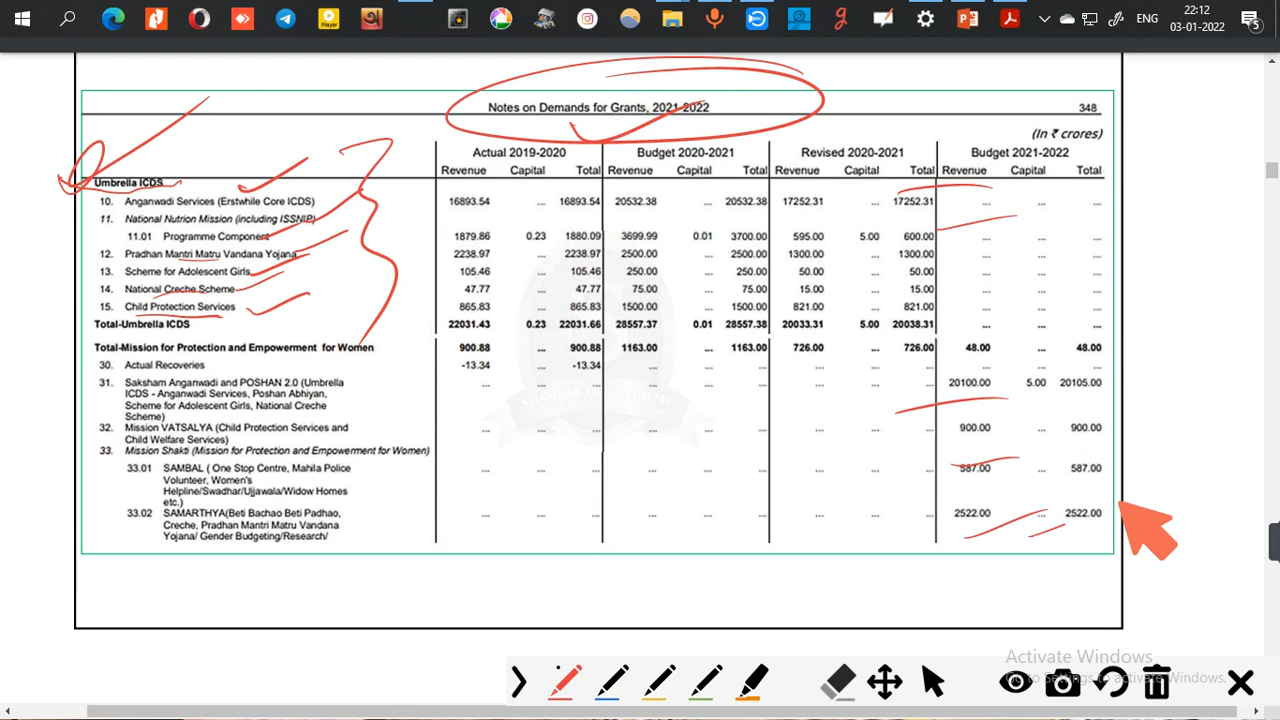 ENG
22:12
03-01-2022
5
Player
Notes on Demands for Grants, 2021-2022 348
(In ₹ crores)
Actual 2019-2020 Budget 2020-2021 Revised 2020-2021 Budget 2021-2022
Revenue Capital Total Revenue Capital Total Revenue Capital Total Revenue Capital Total
Umbrella ICDS
10. Anganwadi Services (Erstwhile Core ICDS) 16893.54 ... 16893.54 20532.38 ... 20532.38 17252.31 ... 17252.31 ... ... ...
11. National Nutrion Mission (including ISSNIP)
11.01 Programme Component 1879.86 0.23 1880.09 3699.99 0.01 3700.00 595.00 5.00 600.00 ... ... ...
12. Pradhan Mantri Matru Vandana Yojana 2238.97 ... 2238.97 2500.00 ... 2500.00 1300.00 ... 1300.00 ... ... ...
13. Scheme for Adolescent Girls 105.46 ... 105.46 250.00 ... 250.00 50.00 ... 50.00 ... ... ...
14. National Creche Scheme 47.77 ... 47.77 75.00 ... 75.00 15.00 ... 15.00 ... ... ...
15. Child Protection Services 865.83 ... 865.83 1500.00 ... 1500.00 821.00 ... 821.00 ... ... ...
Total-Umbrella ICDS 22031.43 0.23 22031.66 28557.37 0.01 28557.38 20033.31 5.00 20038.31 ... ... ...
Total-Mission for Protection and Empowerment for Women 900.88 ... 900.88 1163.00 ... 1163.00 726.00 ... 726.00 48.00 ... 48.00
30. Actual Recoveries -13.34 ... -13.34 ... ... ... ... ... ... ... ... ...
31. Saksham Anganwadi and POSHAN 2.0 (Umbrella ... ... ... ... ... ... ... ... ... 20100.00 5.00 20105.00
ICDS - Anganwadi Services, Poshan Abhiyan,
Scheme for Adolescent Girls, National Creche
Scheme)
32. Mission VATSALYA (Child Protection Services and ... ... ... ... ... ... ... ... ... 900.00 ... 900.00
Child Welfare Services)
33. Mission Shakti (Mission for Protection and Empowerment for Women)
33.01 SAMBAL ( One Stop Centre, Mahila Police ... ... ... ... ... ... ... ... ... 587.00 ... 587.00
Volunteer, Women's
Helpline/Swadhar/Ujjawala/Widow Homes
etc.)
33.02 SAMARTHYA(Beti Bachao Beti Padhao, ... ... ... ... ... ... ... ... ... 2522.00 ... 2522.00
Creche, Pradhan Mantri Matru Vandana
Yojana/ Gender Budgeting/Research/
Activate Windows
Go to Settings to activate Windows.